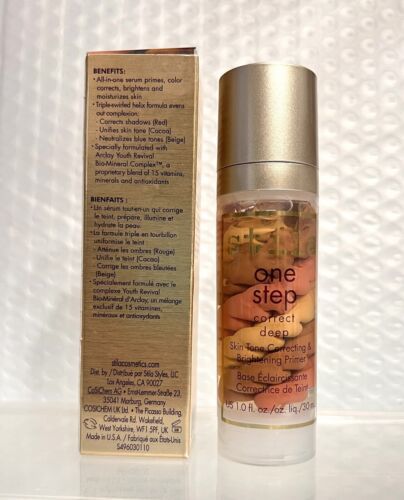 BENEFITS:
• All-in-one serum primes, color
corrects, brightens and
moisturizes skin
• Triple-swirled helix formula evens
out complexion:
- Corrects shadows (Red)
- Unifies skin tone (Cocoa)
- Neutralizes blue tones (Beige)
• Specially formulated with
Arclay Youth Revival
Bio-Mineral Complex™, a
proprietary blend of 15 vitamins,
minerals and antioxidants
BIENFAITS :
• Un sérum tout-en-un qui corrige
le teint, prépare, illumine et
hydrate la peau
• La formule triple en tourbillon
uniformise le teint :
- Atténue les ombres (Rouge)
- Unifie le teint (Cacao)
- Corrige les ombres bleutées
(Beige)
• Spécialement formulé avec le
complexe Youth Revival
Bio-Minéral d'Arclay, un mélange
exclusif de 15 vitamines,
minéraux et antioxydants
stilacosmetics.com
Dist. by / Distribué par Stila Styles, LLC
Los Angeles, CA 90027
CoSiChem AG • Ernst-Lemmer-Straße 23,
35041 Marburg, Germany
COSICHEM UK Ltd. • The Picasso Building,
Caldervale Rd. Wakefield,
West Yorkshire, WF1 5PF, UK
Made in U.S.A. / Fabriqué aux États-Unis
S496030110
stila
one
step
correct
deep
Skin Tone Correcting &
Brightening Primer
Base Éclaircissante
Correctrice de Teint
US 1.0 fl. oz./oz. liq./30 m